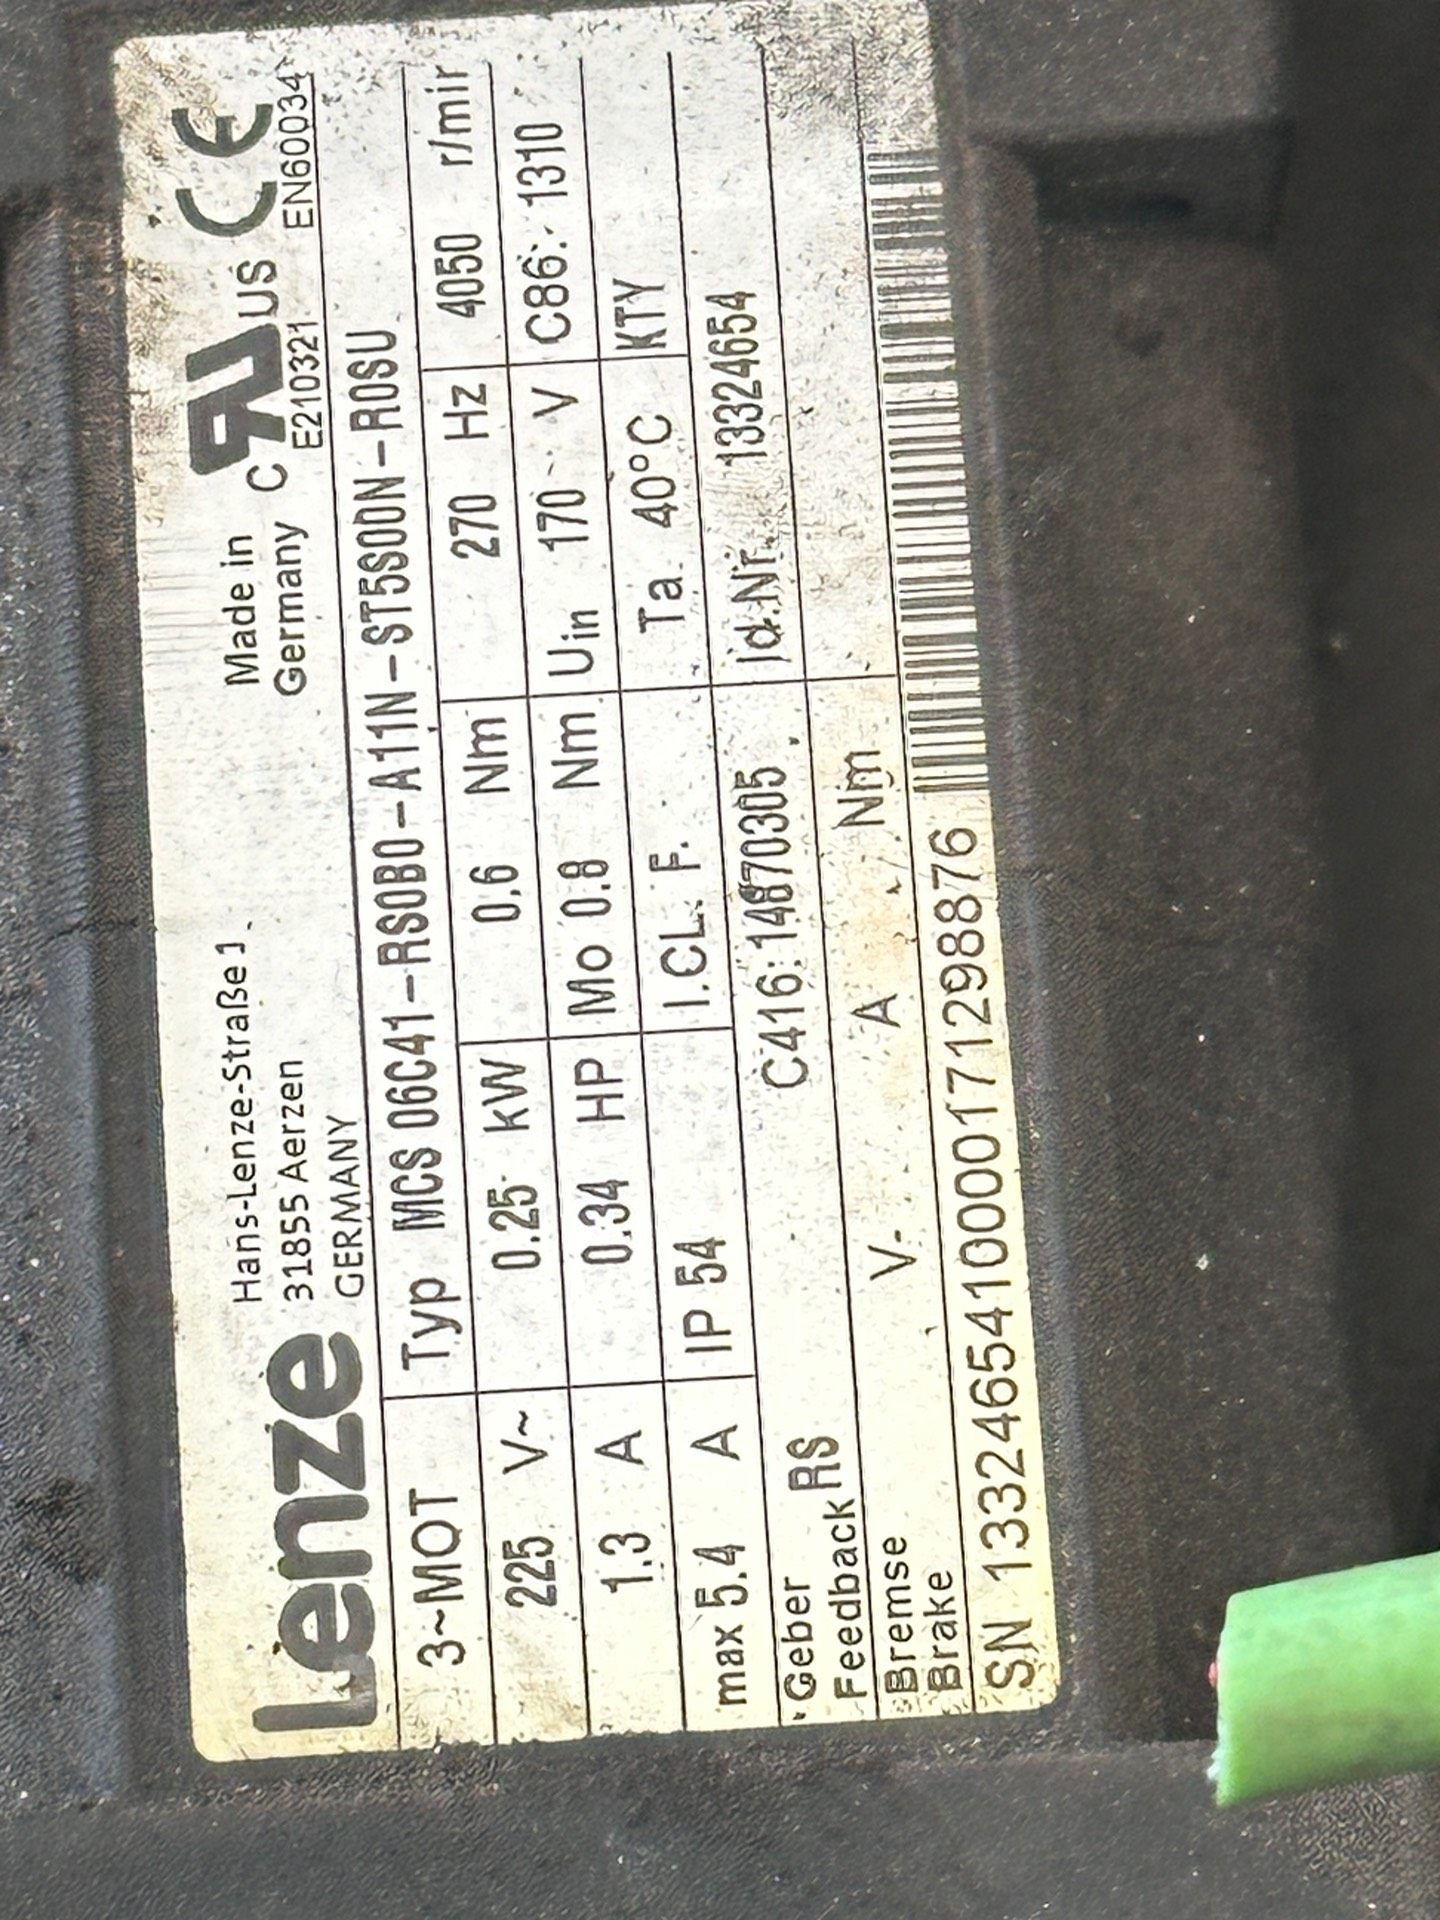 Lenze
Hans-Lenze-Straße 1
31855 Aerzen
GERMANY
Made in
Germany
C US
E210321
CE
EN60034
3~MOT Typ MCS 06C41-RS0B0-A11N-ST5S00N-R0SU
225 V~ 0.25 kW 0.6 Nm 270 Hz 4050 r/min
1.3 A 0.34 HP Mo 0.8 Nm Uin 170 V C86: 1310
max 5.4 A IP 54 I.CL. F Ta 40°C KTY
Geber
Feedback RS C416: 14870305 Id.Nr. 13324654
Bremse
Brake V- A Nm
SN 1332465410000171298876